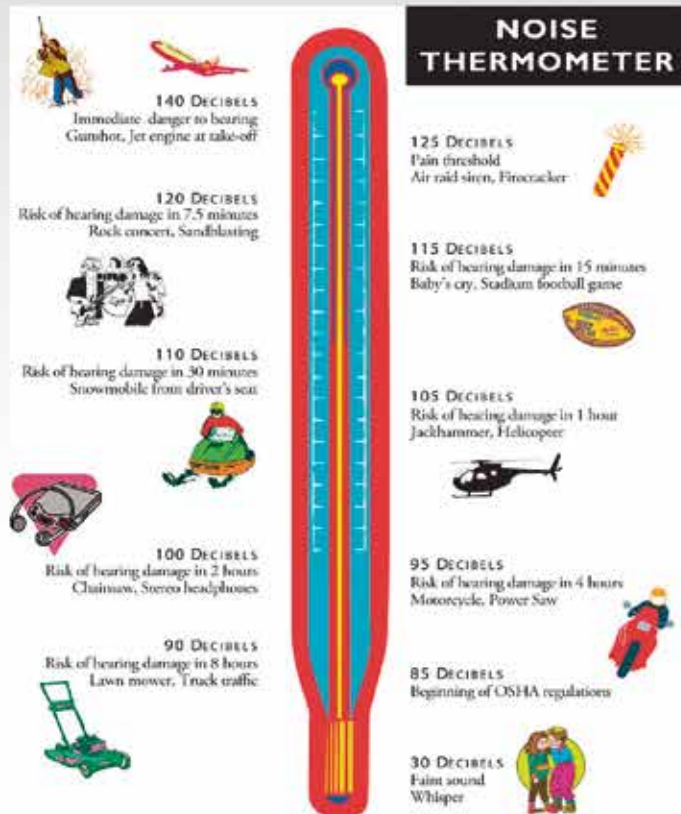 NOISE
THERMOMETER
140 DECIBELS
Immediate danger to hearing
Gunshot, Jet engine at take-off
125 DECIBELS
Pain threshold
Air raid siren, Firecracker
120 DECIBELS
Risk of hearing damage in 7.5 minutes
Rock concert, Sandblasting
115 DECIBELS
Risk of hearing damage in 15 minutes
Baby's cry, Stadium football game
110 DECIBELS
Risk of hearing damage in 30 minutes
Snowmobile from driver's seat
105 DECIBELS
Risk of hearing damage in 1 hour
Jackhammer, Helicopter
100 DECIBELS
Risk of hearing damage in 2 hours
Chainsaw, Stereo headphones
95 DECIBELS
Risk of hearing damage in 4 hours
Motorcycle, Power Saw
90 DECIBELS
Risk of hearing damage in 8 hours
Lawn mower, Truck traffic
85 DECIBELS
Beginning of OSHA regulations
30 DECIBELS
Faint sound
Whisper